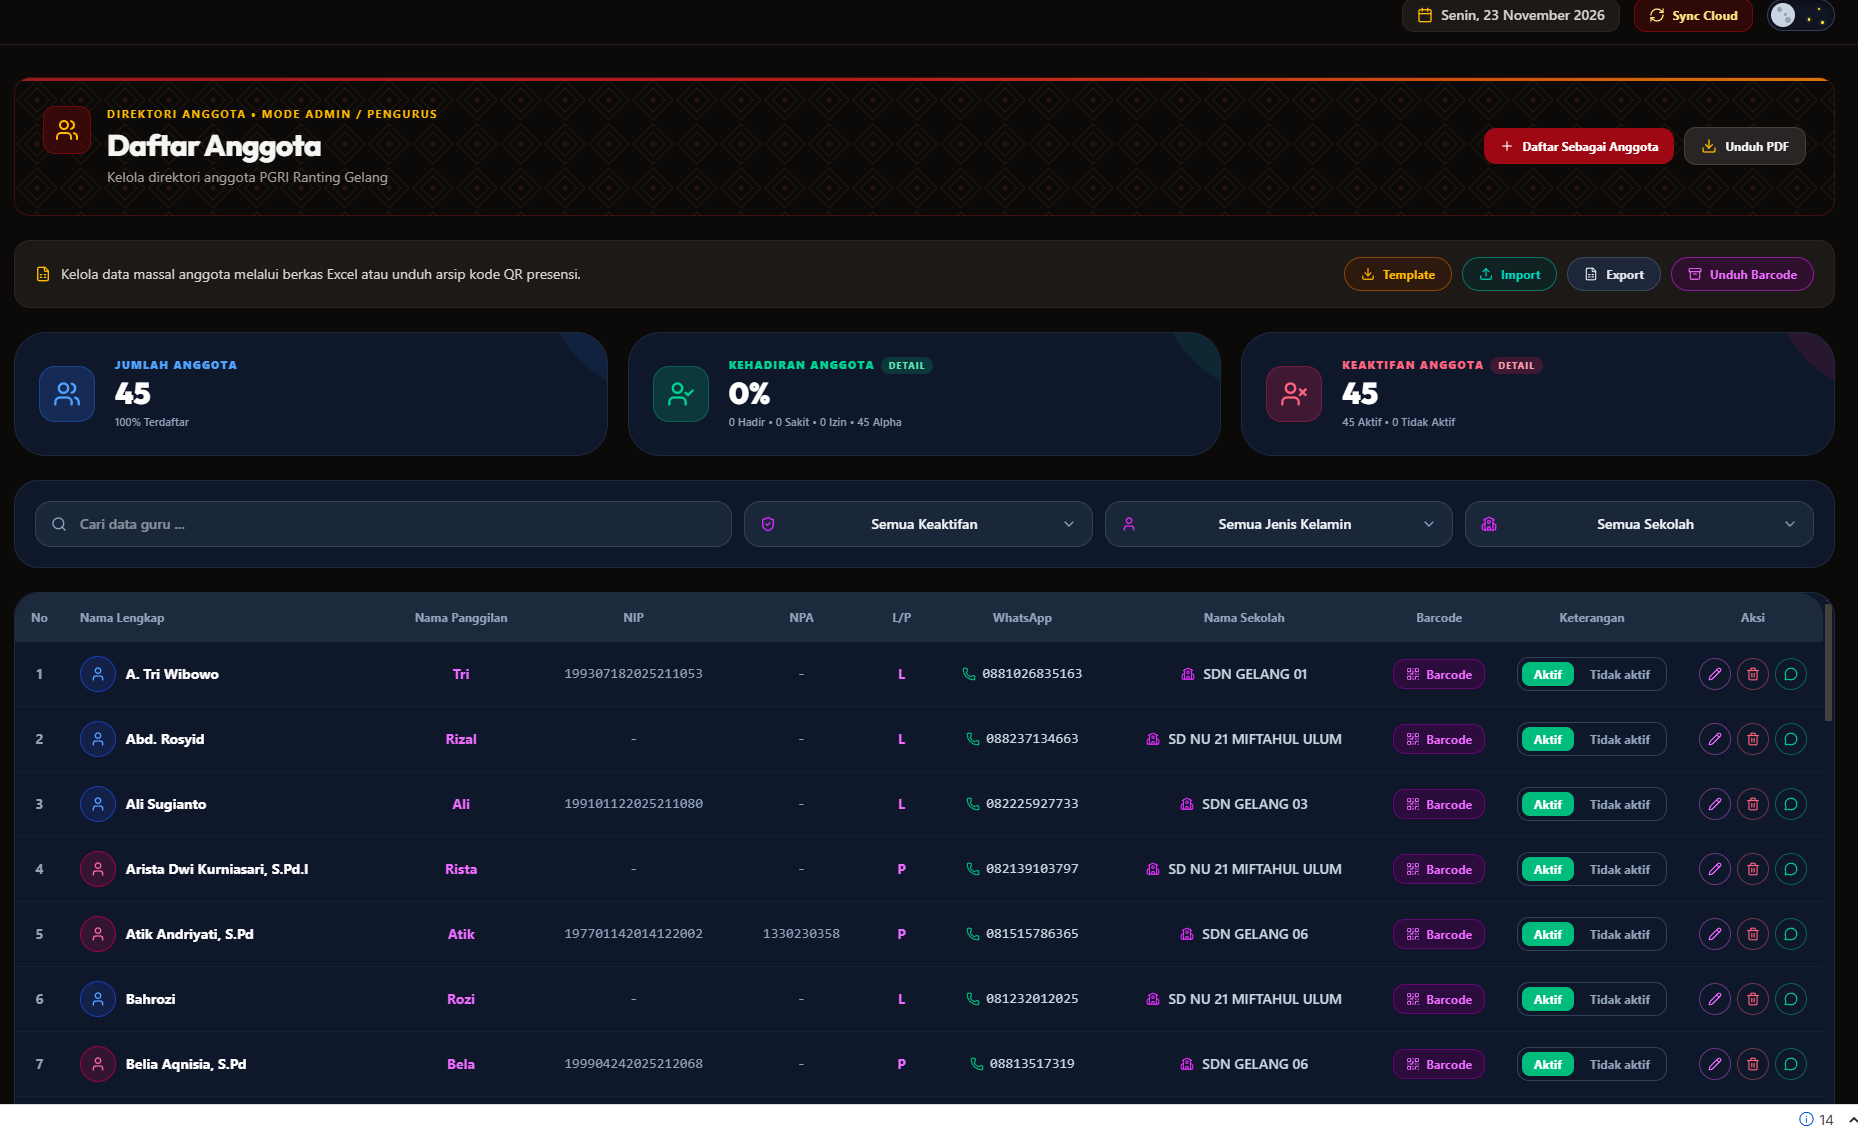 Senin, 23 November 2026
Sync Cloud
DIREKTORI ANGGOTA • MODE ADMIN / PENGURUS
Daftar Anggota
Kelola direktori anggota PGRI Ranting Gelang
Daftar Sebagai Anggota
Unduh PDF
Kelola data massal anggota melalui berkas Excel atau unduh arsip kode QR presensi.
Template
Import
Export
Unduh Barcode
JUMLAH ANGGOTA
45
100% Terdaftar
KEHADIRAN ANGGOTA DETAIL
0%
0 Hadir • 0 Sakit • 0 Izin • 45 Alpha
KEAKTIFAN ANGGOTA DETAIL
45
45 Aktif • 0 Tidak Aktif
Cari data guru ...
Semua Keaktifan
Semua Jenis Kelamin
Semua Sekolah
No Nama Lengkap Nama Panggilan NIP NPA L/P WhatsApp Nama Sekolah Barcode Keterangan Aksi
1 A. Tri Wibowo Tri 199307182025211053 - L 0881026835163 SDN GELANG 01 Barcode Aktif Tidak aktif
2 Abd. Rosyid Rizal - - L 088237134663 SD NU 21 MIFTAHUL ULUM Barcode Aktif Tidak aktif
3 Ali Sugianto Ali 199101122025211080 - L 082225927733 SDN GELANG 03 Barcode Aktif Tidak aktif
4 Arista Dwi Kurniasari, S.Pd.I Rista - - P 082139103797 SD NU 21 MIFTAHUL ULUM Barcode Aktif Tidak aktif
5 Atik Andriyati, S.Pd Atik 197701142014122002 1330230358 P 081515786365 SDN GELANG 06 Barcode Aktif Tidak aktif
6 Bahrozi Rozi - - L 081232012025 SD NU 21 MIFTAHUL ULUM Barcode Aktif Tidak aktif
7 Belia Aqnisia, S.Pd Bela 199904242025212068 - P 08813517319 SDN GELANG 06 Barcode Aktif Tidak aktif
14